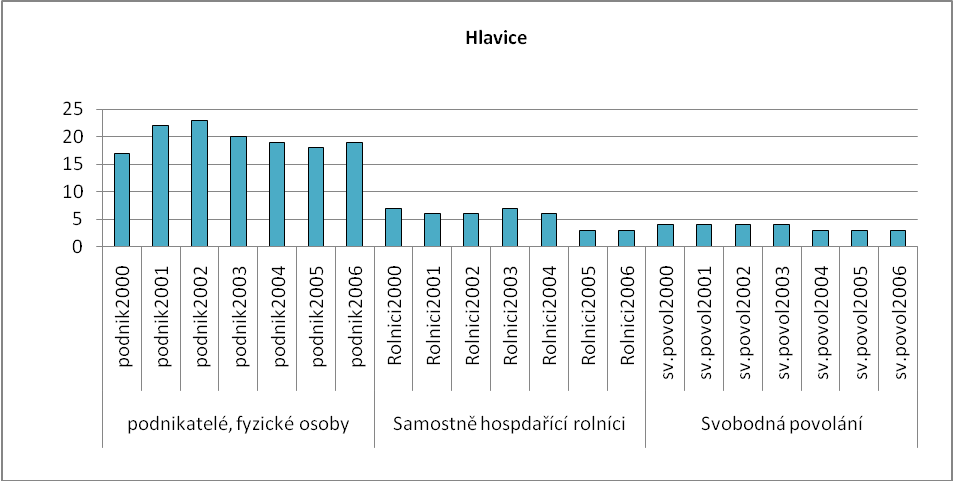 Hlavice
25
20
15
10
5
0
podnik2000
podnik2001
podnik2002
podnik2003
podnik2004
podnik2005
podnik2006
Rolnici2000
Rolnici2001
Rolnici2002
Rolnici2003
Rolnici2004
Rolnici2005
Rolnici2006
sv.povol2000
sv.povol2001
sv.povol2002
sv.povol2003
sv.povol2004
sv.povol2005
sv.povol2006
podnikatelé, fyzické osoby
Samostně hospdařící rolníci
Svobodná povolání